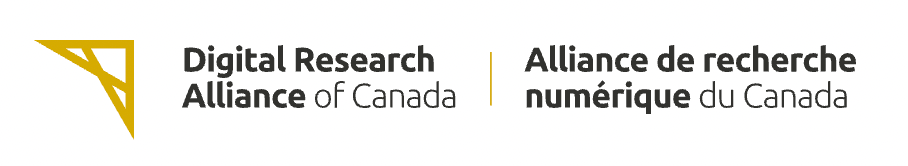 Digital Research
Alliance of Canada
Alliance de recherche
numérique du Canada